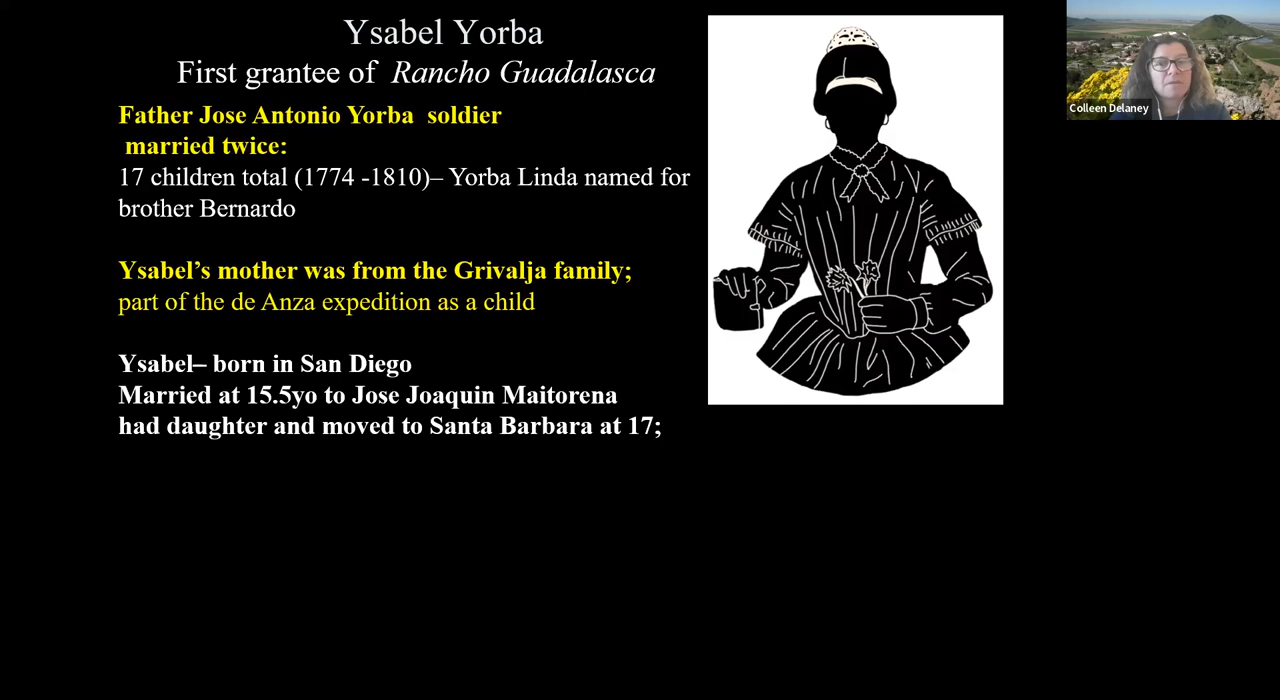 Ysabel Yorba
First grantee of Rancho Guadalasca
Father Jose Antonio Yorba soldier
married twice:
17 children total (1774 -1810)– Yorba Linda named for
brother Bernardo
Ysabel’s mother was from the Grivalja family;
part of the de Anza expedition as a child
Ysabel– born in San Diego
Married at 15.5yo to Jose Joaquin Maitorena
had daughter and moved to Santa Barbara at 17;
Colleen Delaney